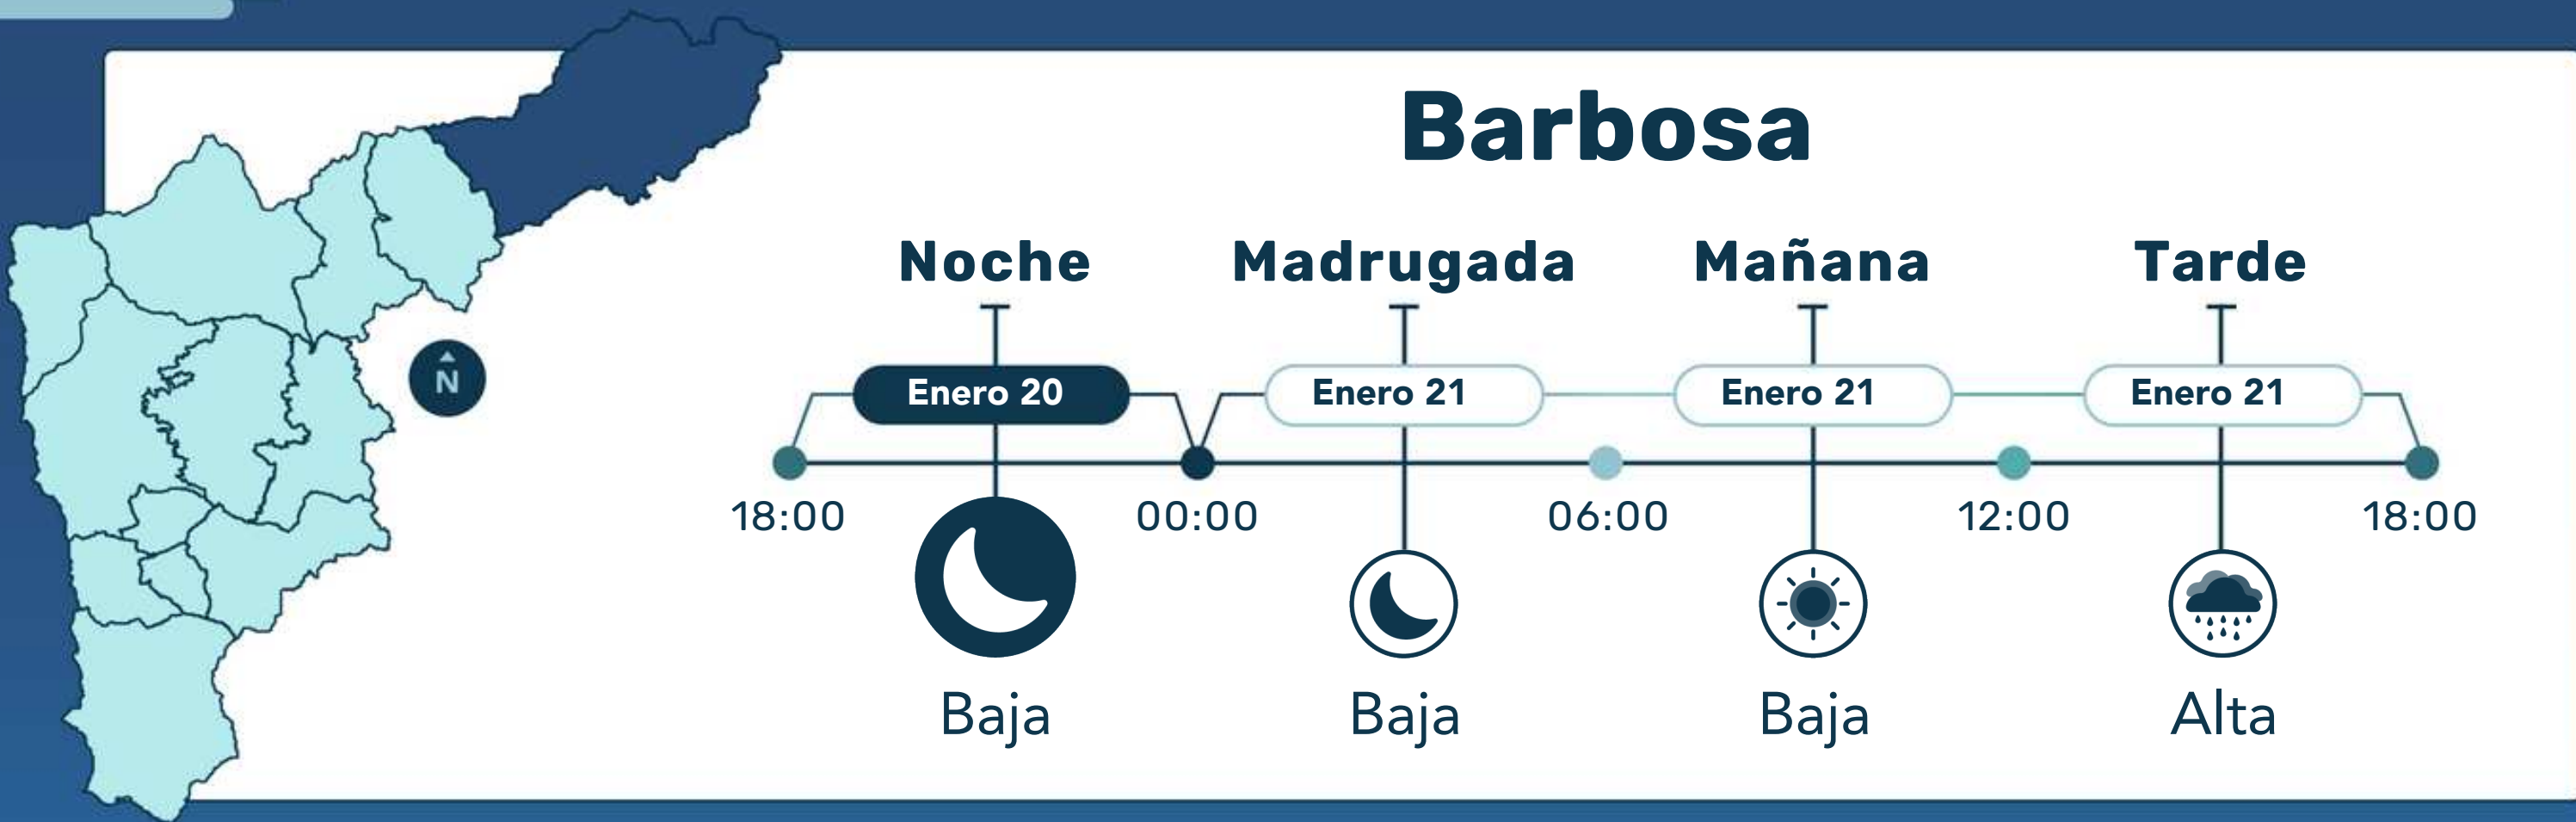 Barbosa
Noche Madrugada Mañana Tarde
Enero 20 Enero 21 Enero 21 Enero 21
N
18:00 00:00 06:00 12:00 18:00
Baja Baja Baja Alta